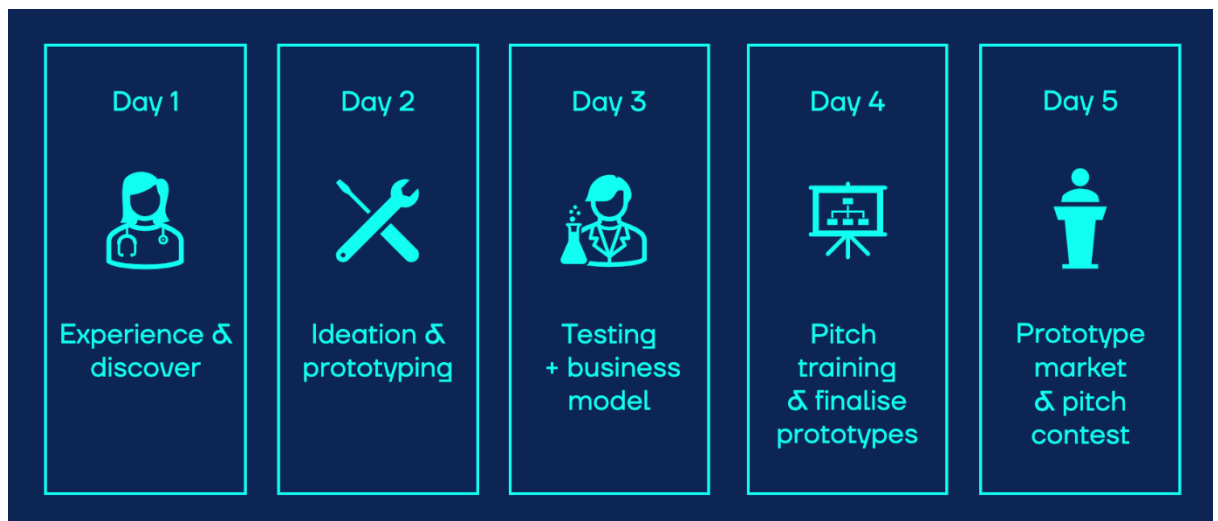 Day 1
Experience &
discover
Day 2
Ideation &
prototyping
Day 3
Testing
+ business
model
Day 4
Pitch
training
& finalise
prototypes
Day 5
Prototype
market
& pitch
contest